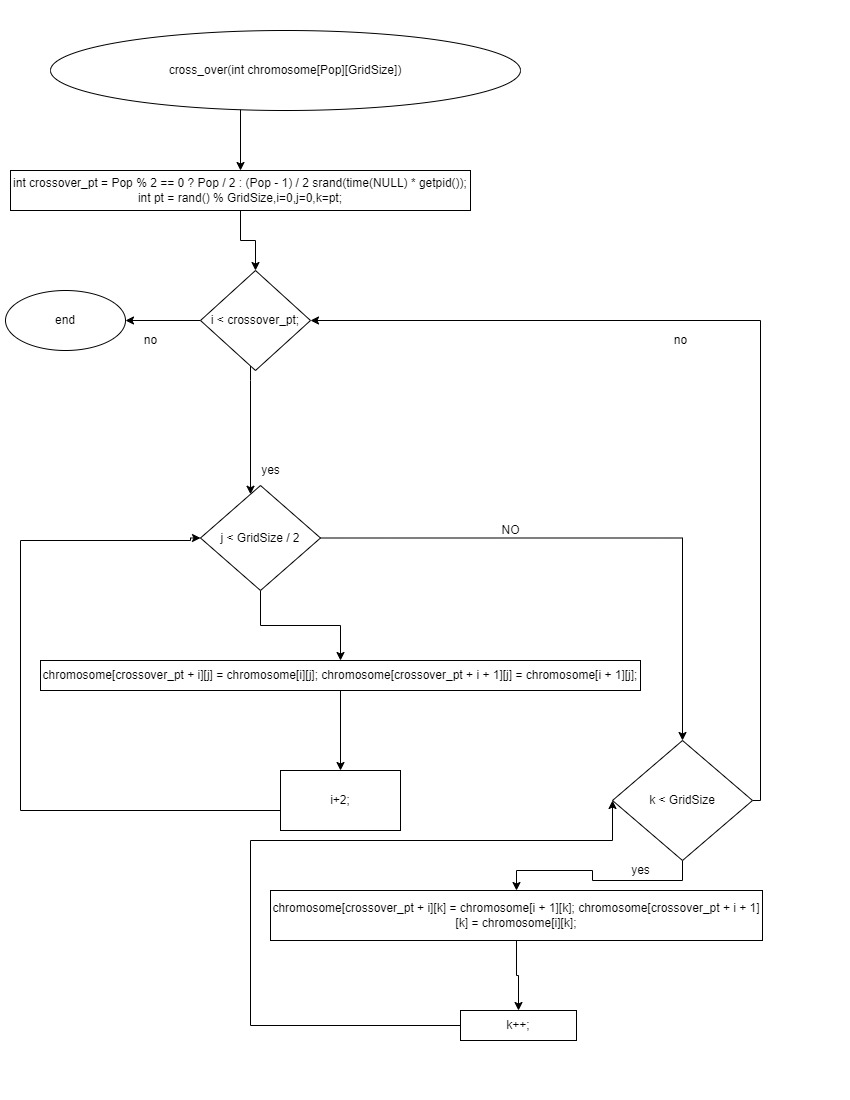 cross_over(int chromosome[Pop][GridSize])
int crossover_pt = Pop % 2 == 0 ? Pop / 2 : (Pop - 1) / 2 srand(time(NULL) * getpid());
int pt = rand() % GridSize,i=0,j=0,k=pt;
end
i < crossover_pt;
no
no
yes
j < GridSize / 2
NO
chromosome[crossover_pt + i][j] = chromosome[i][j]; chromosome[crossover_pt + i + 1][j] = chromosome[i + 1][j];
i+2;
k < GridSize
yes
chromosome[crossover_pt + i][k] = chromosome[i + 1][k]; chromosome[crossover_pt + i + 1]
[k] = chromosome[i][k];
k++;